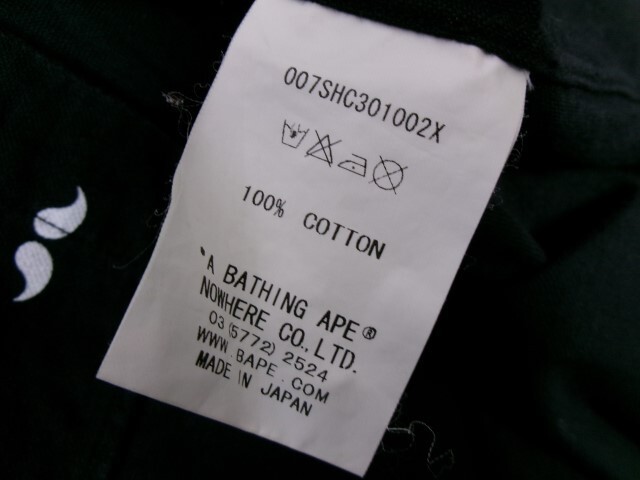 007SHC301002X
100% COTTON
"A BATHING APE®
NOWHERE CO., LTD.
03 (5772) 2524
WWW.BAPE.COM
MADE IN JAPAN